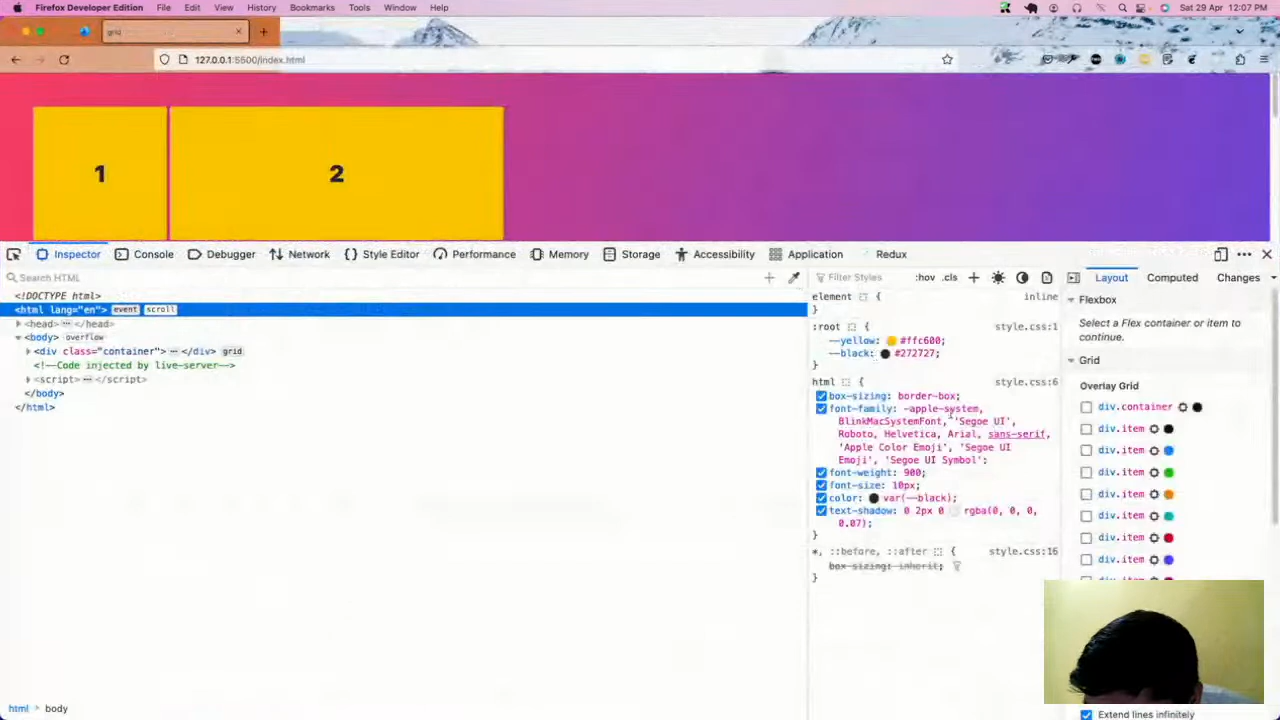 Firefox Developer Edition File Edit View History Bookmarks Tools Window Help Sat 29 Apr 12:07 PM
grid
127.0.0.1:5500/index.html
1 2
Inspector Console Debugger Network Style Editor Performance Memory Storage Accessibility Application Redux
Search HTML
<!DOCTYPE html>
<html lang="en"> event scroll
<head> </head>
<body> overflow
<div class="container"> </div> grid
<!--Code injected by live-server-->
<script> </script>
</body>
</html>
html > body
Filter Styles :hov .cls
element { inline
}
:root { style.css:1
--yellow: #ffc600;
--black: #272727;
}
html { style.css:6
box-sizing: border-box;
font-family: -apple-system,
BlinkMacSystemFont, 'Segoe UI',
Roboto, Helvetica, Arial, sans-serif,
'Apple Color Emoji', 'Segoe UI
Emoji', 'Segoe UI Symbol';
font-weight: 900;
font-size: 10px;
color: var(--black);
text-shadow: 0 2px 0 rgba(0, 0, 0,
0.07);
}
*, ::before, ::after { style.css:16
box-sizing: inherit;
}
Layout Computed Changes
Flexbox
Select a Flex container or item to
continue.
Grid
Overlay Grid
div.container
div.item
div.item
div.item
div.item
div.item
div.item
div.item
Extend lines infinitely